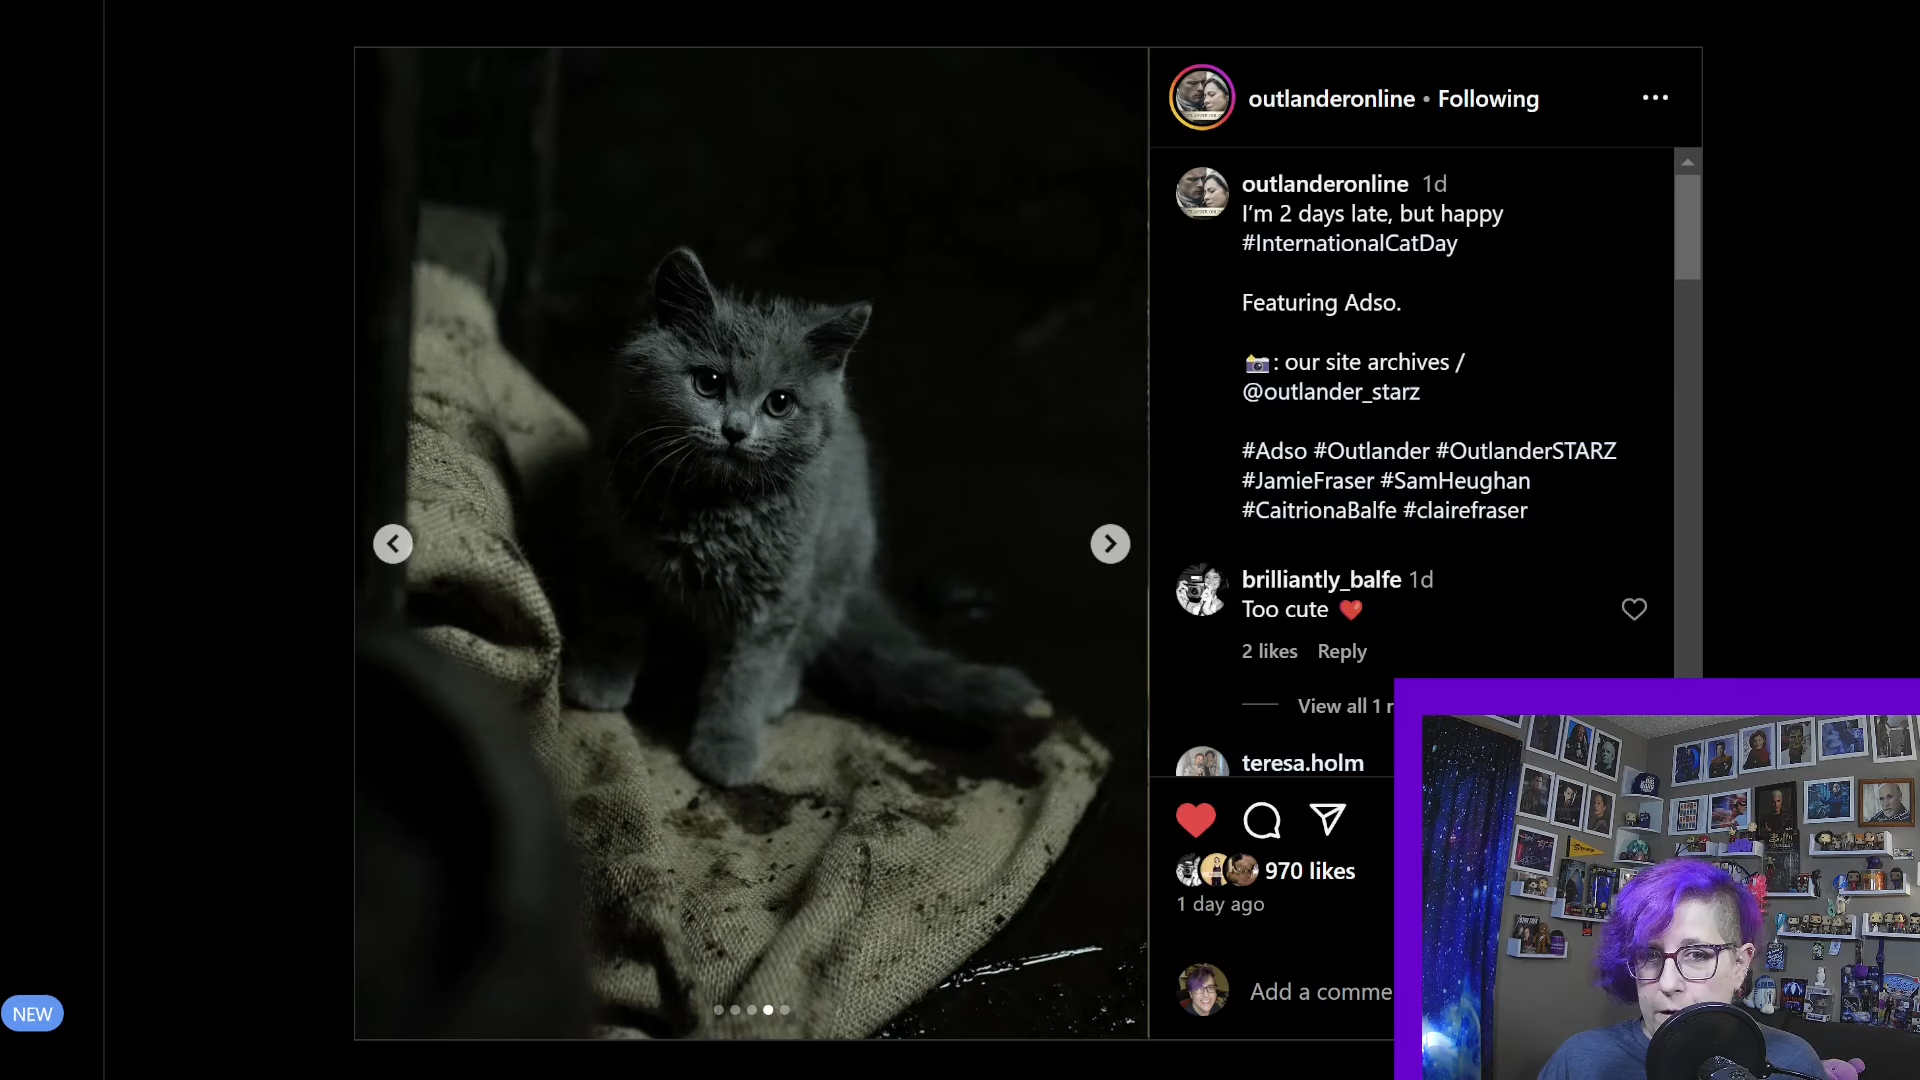 outlanderonline • Following
outlanderonline 1d
I'm 2 days late, but happy
#InternationalCatDay
Featuring Adso.
📷: our site archives /
@outlander_starz
#Adso #Outlander #OutlanderSTARZ
#JamieFraser #SamHeughan
#CaitrionaBalfe #clairefraser
brilliantly_balfe 1d
Too cute ❤️
2 likes Reply
View all 1 r
teresa.holm
970 likes
1 day ago
Add a comme
NEW